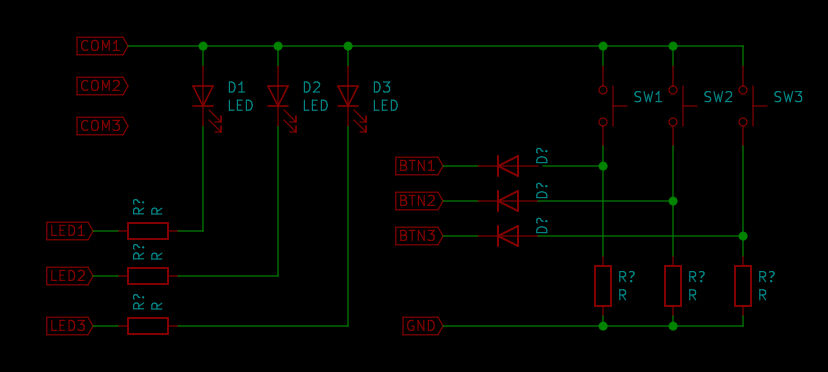 COM1
COM2
COM3
D1
LED
D2
LED
D3
LED
SW1
SW2
SW3
BTN1
D?
BTN2
D?
BTN3
D?
LED1
R?
R
LED2
R?
R
LED3
R?
R
R?
R
R?
R
R?
R
GND